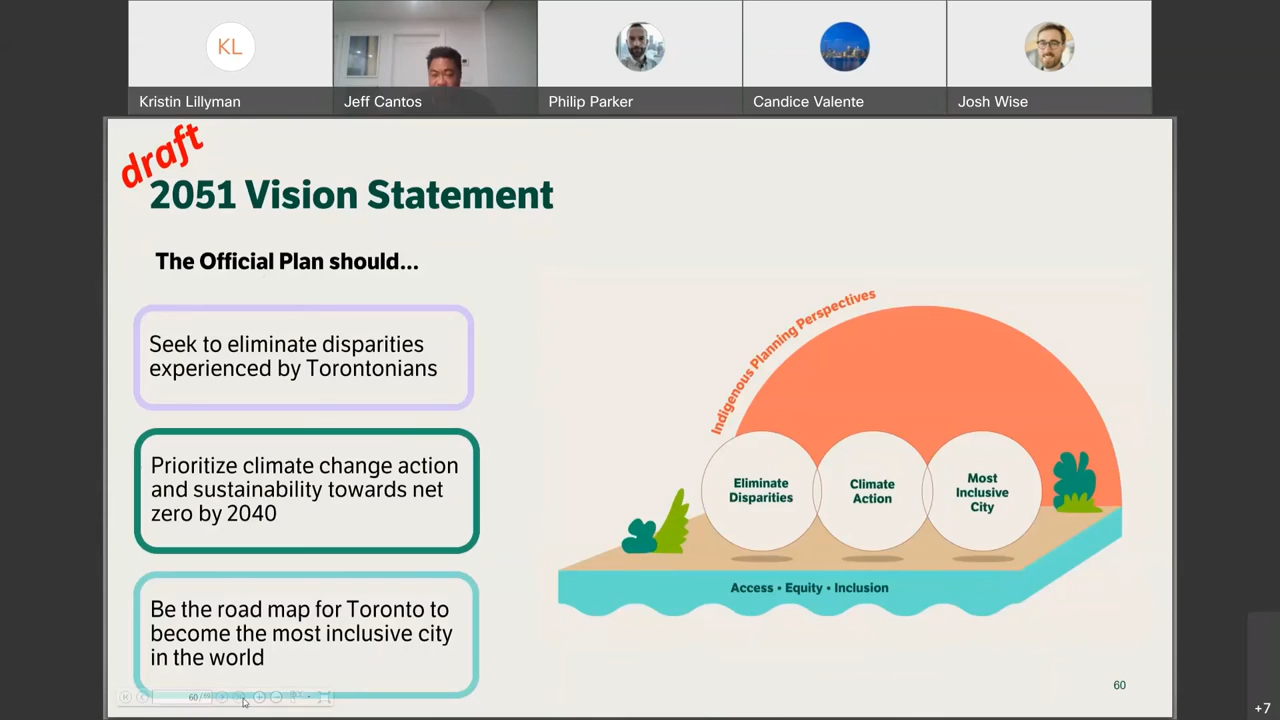 KL
Kristin Lillyman
Jeff Cantos
Philip Parker
Candice Valente
Josh Wise
draft
2051 Vision Statement
The Official Plan should...
Seek to eliminate disparities
experienced by Torontonians
Prioritize climate change action
and sustainability towards net
zero by 2040
Be the road map for Toronto to
become the most inclusive city
in the world
Indigenous Planning Perspectives
Eliminate
Disparities
Climate
Action
Most
Inclusive
City
Access • Equity • Inclusion
60
60
+7